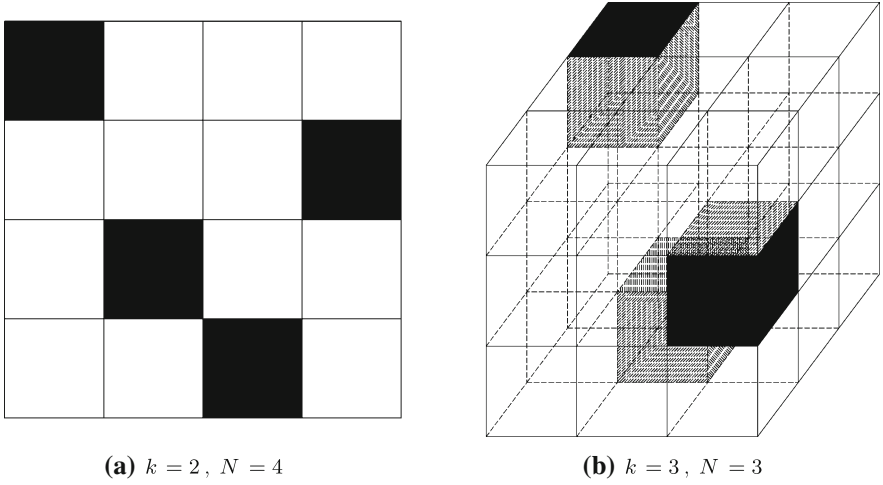 (a) k = 2 , N = 4
(b) k = 3 , N = 3